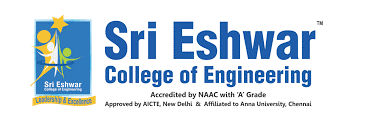 Sri Eshwar
College of Engineering
Leadership & Excellence
Sri Eshwar
TM
College of Engineering
Accredited by NAAC with 'A' Grade
Approved by AICTE, New Delhi & Affiliated to Anna University, Chennai